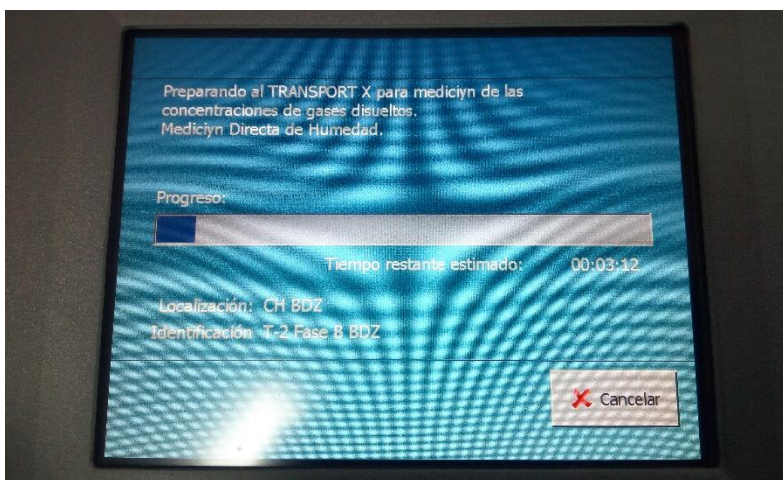 Preparando al TRANSPORT X para mediciyn de las
concentraciones de gases disueltos.
Mediciyn Directa de Humedad.
Progreso:
Tiempo restante estimado: 00:03:12
Localización: CH BDZ
Identificación T-2 Fase B BDZ
Cancelar